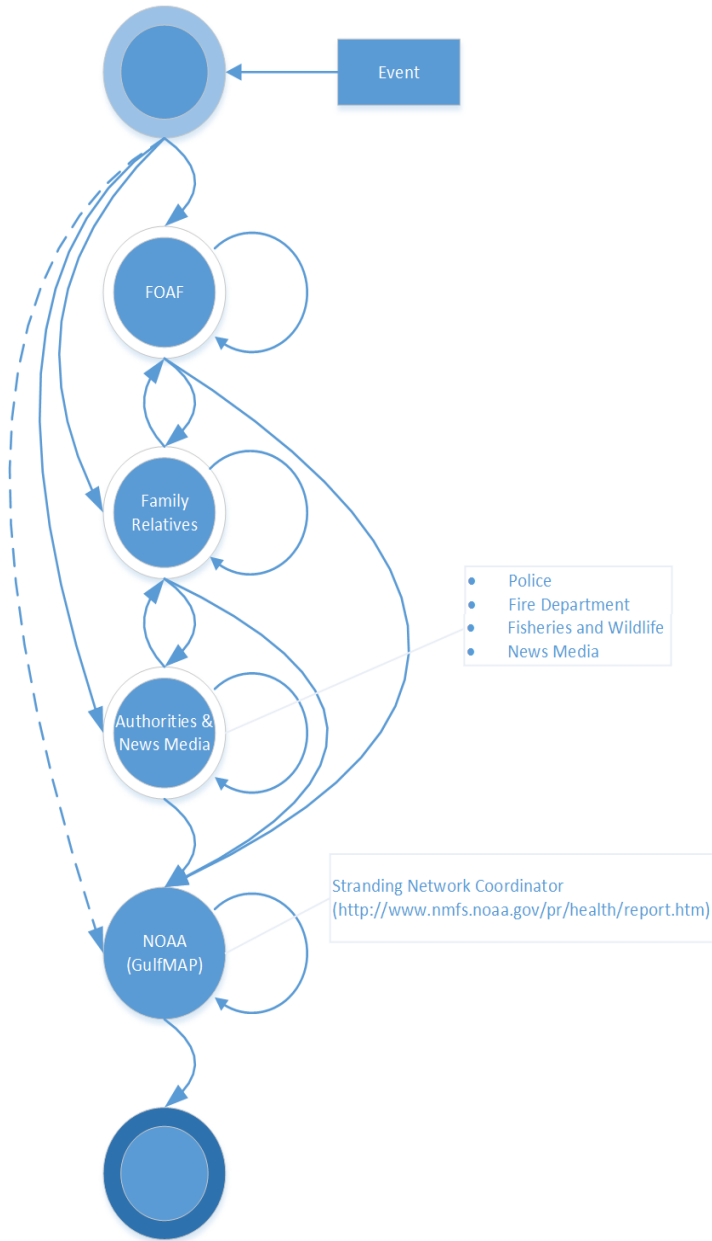 Event
FOAF
Family
Relatives
• Police
• Fire Department
• Fisheries and Wildlife
• News Media
Authorities &
News Media
Stranding Network Coordinator
(http://www.nmfs.noaa.gov/pr/health/report.htm)
NOAA
(GulfMAP)